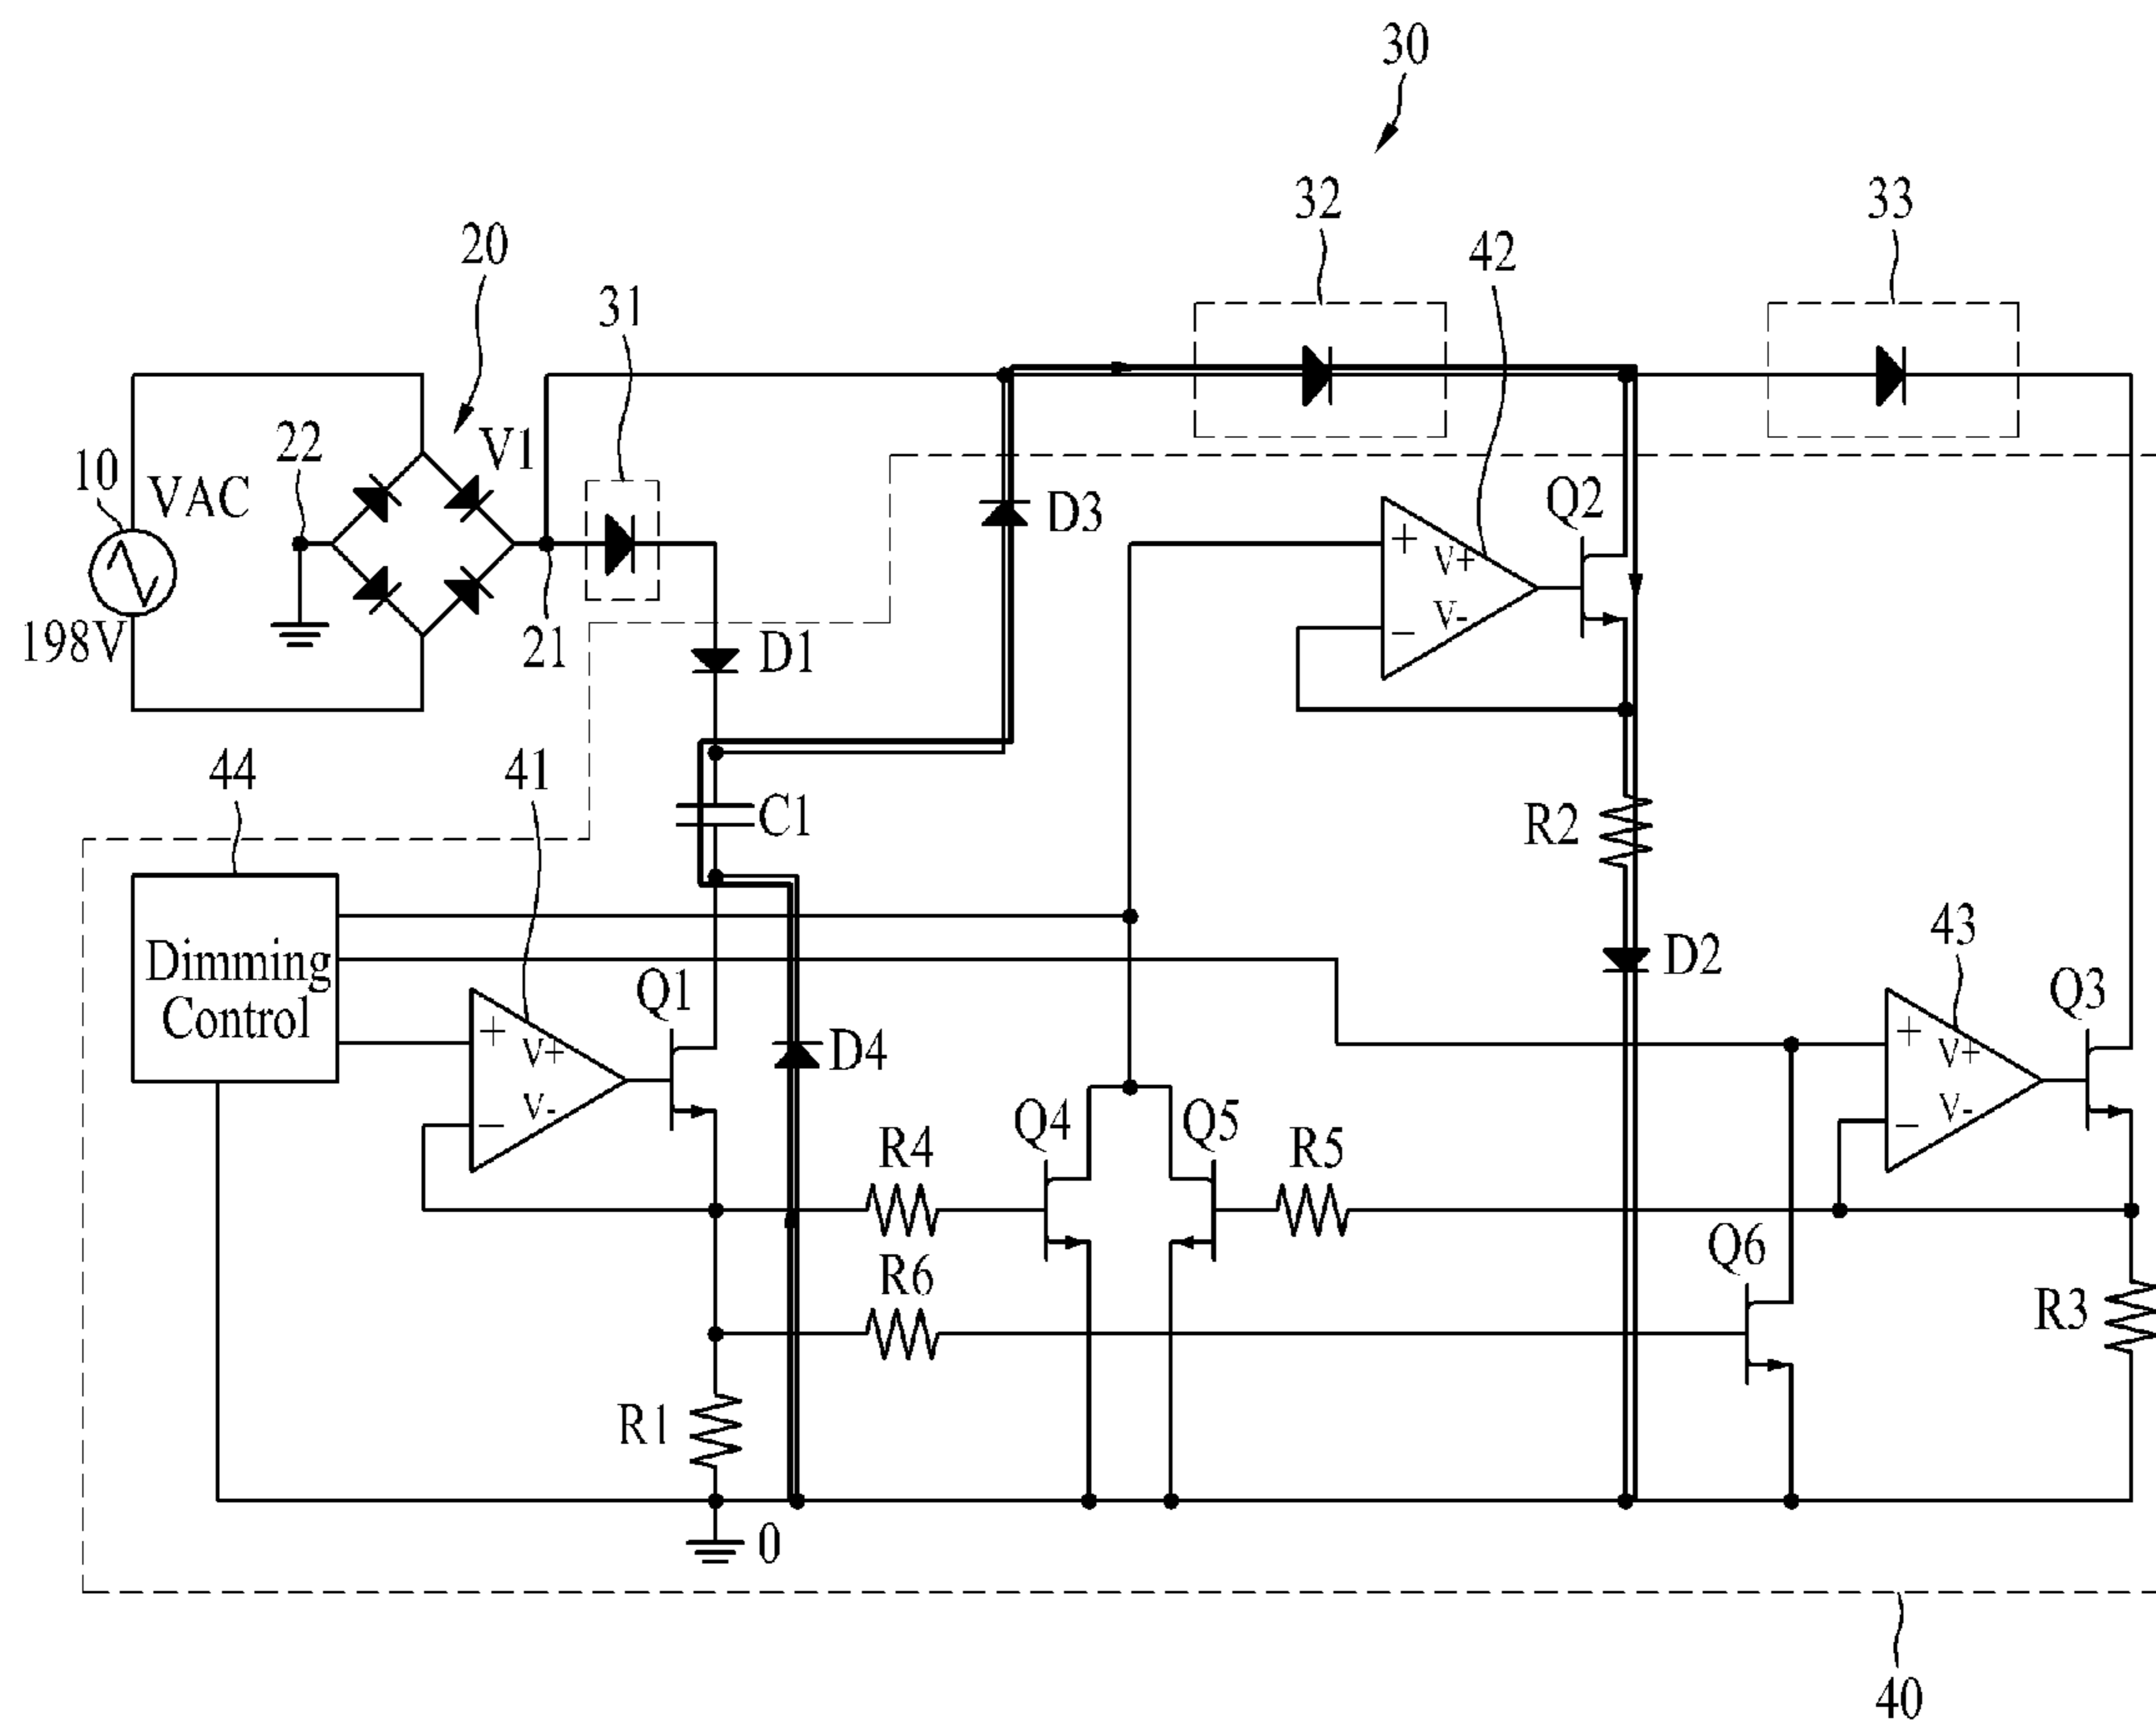 30
32
33
20
42
31
22
V1
10
VAC
Q2
D3
+
V+
V-
−
198V
21
D1
44
41
C1
R2
43
Dimming
Control
Q1
D2
Q3
+
V+
V-
−
D4
+
V+
V-
−
Q4
Q5
R4
R5
Q6
R6
R3
R1
0
40